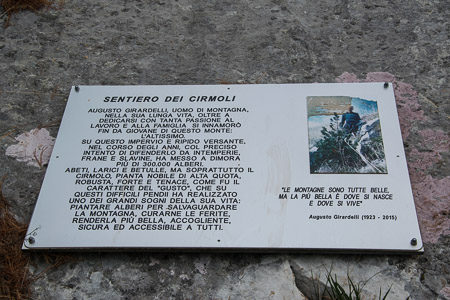 SENTIERO DEI CIRMOLI
AUGUSTO GIRARDELLI, UOMO DI MONTAGNA,
NELLA SUA LUNGA VITA, OLTRE A
DEDICARSI CON TANTA PASSIONE AL
LAVORO E ALLA FAMIGLIA SI INNAMORÒ
FIN DA GIOVANE DI QUESTO MONTE:
L'ALTISSIMO.
SU QUESTO IMPERVIO E RIPIDO VERSANTE,
NEL CORSO DEGLI ANNI, COL PRECISO
INTENTO DI DIFENDERLO DA INTEMPERIE,
FRANE E SLAVINE, HA MESSO A DIMORA
PIÙ DI 300.000 ALBERI.
ABETI, LARICI E BETULLE, MA SOPRATTUTTO IL
CIRMOLO, PIANTA NOBILE DI ALTA QUOTA,
ROBUSTA, FORTE E TENACE, COME FU IL
CARATTERE DEL "GUSTO", CHE SU
QUESTI DIFFICILI PENDII HA REALIZZATO
UNO DEI GRANDI SOGNI DELLA SUA VITA:
PIANTARE ALBERI PER SALVAGUARDARE
LA MONTAGNA, CURARNE LE FERITE,
RENDERLA PIÙ BELLA, ACCOGLIENTE,
SICURA ED ACCESSIBILE A TUTTI.
"LE MONTAGNE SONO TUTTE BELLE,
MA LA PIÙ BELLA È DOVE SI NASCE
E DOVE SI VIVE"
Augusto Girardelli (1923 - 2015)